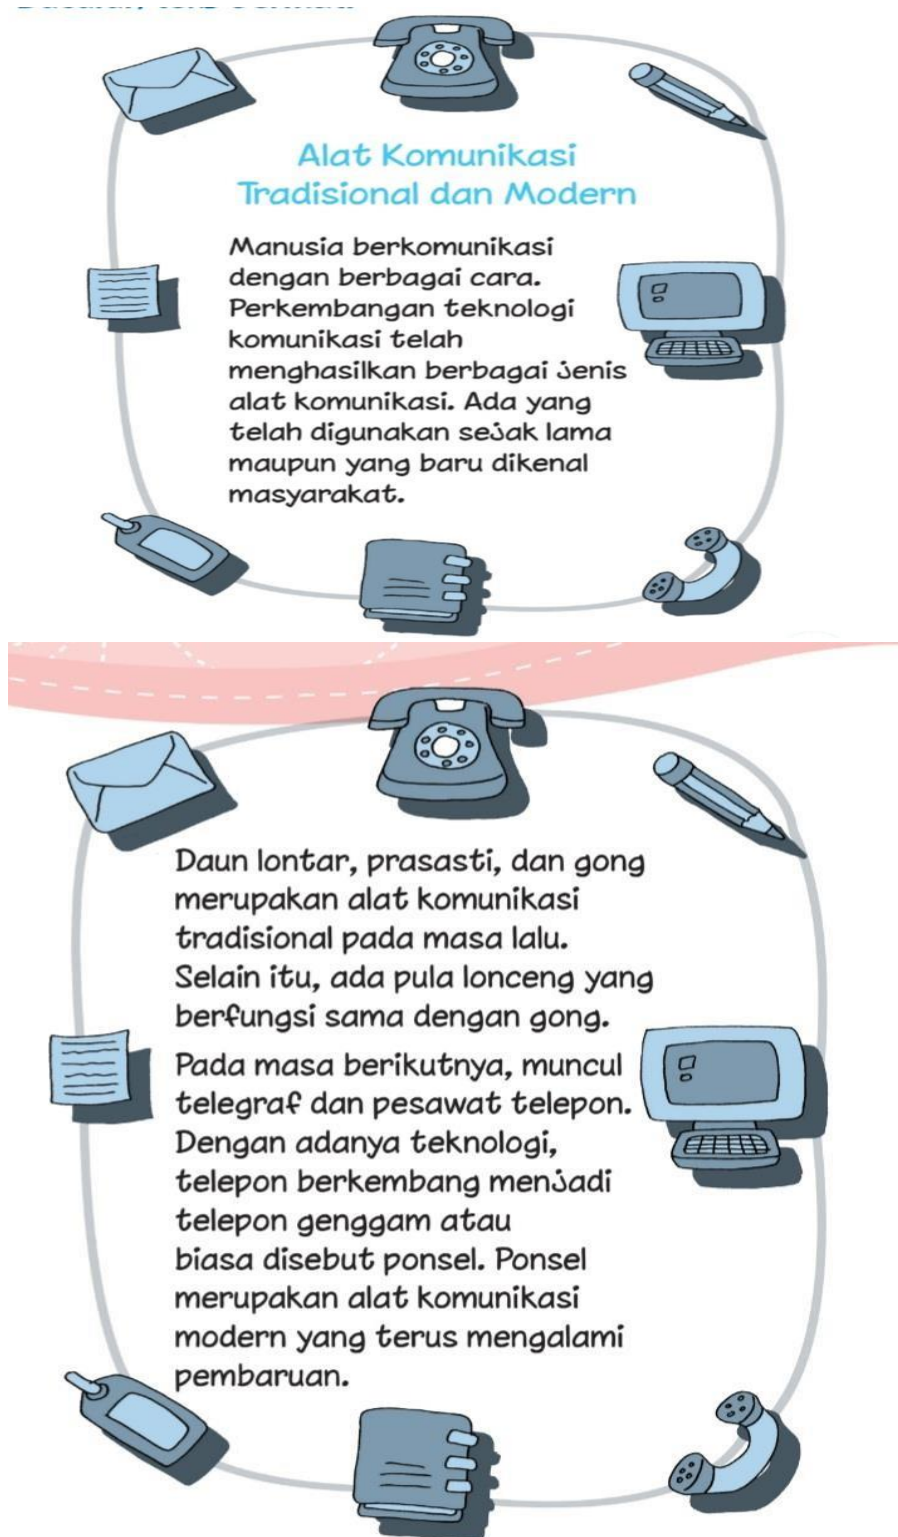 Alat Komunikasi
Tradisional dan Modern
Manusia berkomunikasi
dengan berbagai cara.
Perkembangan teknologi
komunikasi telah
menghasilkan berbagai jenis
alat komunikasi. Ada yang
telah digunakan sejak lama
maupun yang baru dikenal
masyarakat.
Daun lontar, prasasti, dan gong
merupakan alat komunikasi
tradisional pada masa lalu.
Selain itu, ada pula lonceng yang
berfungsi sama dengan gong.
Pada masa berikutnya, muncul
telegraf dan pesawat telepon.
Dengan adanya teknologi,
telepon berkembang menjadi
telepon genggam atau
biasa disebut ponsel. Ponsel
merupakan alat komunikasi
modern yang terus mengalami
pembaruan.